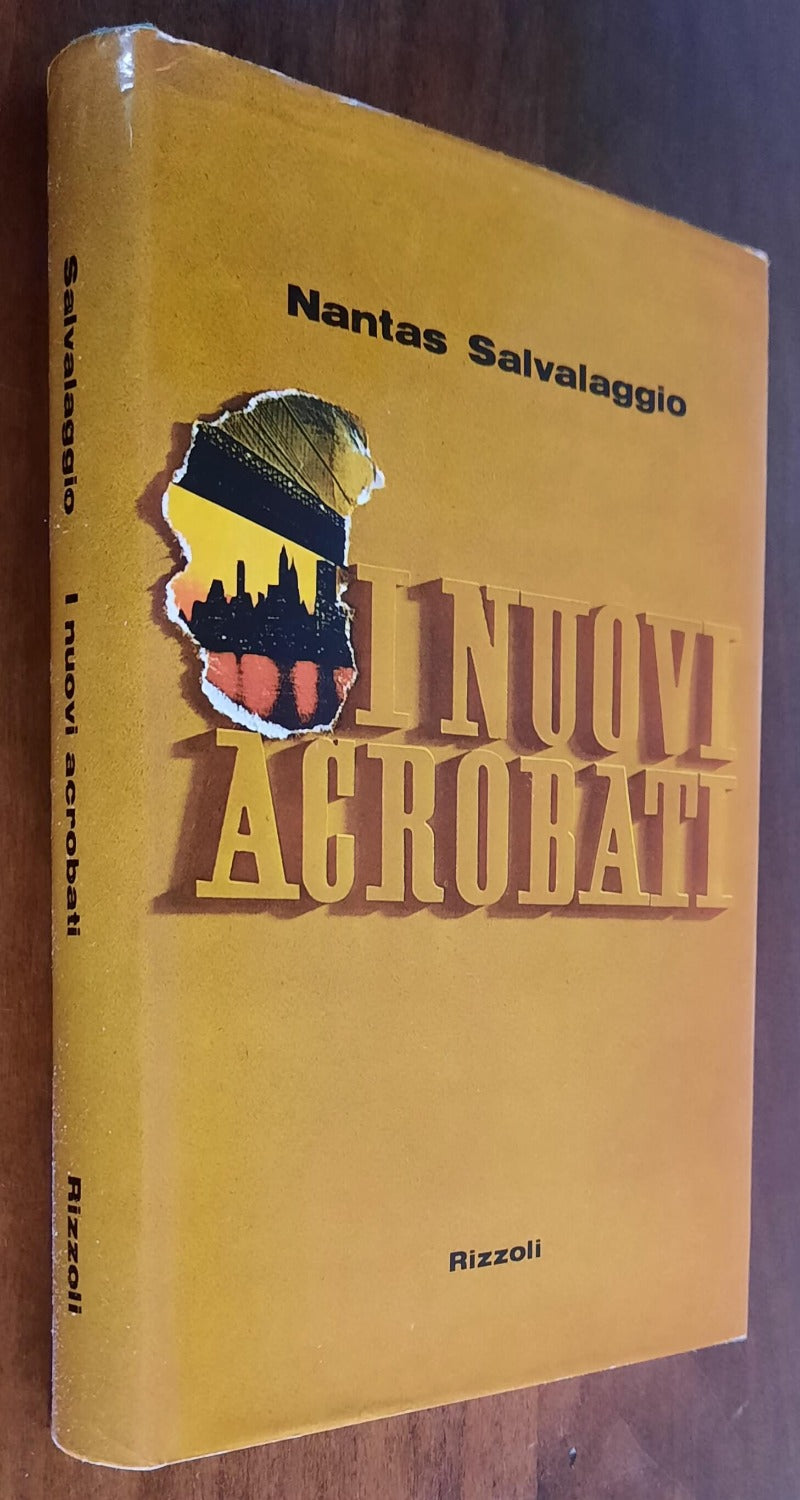 Salvalaggio I nuovi acrobati Rizzoli
Nantas Salvalaggio
I NUOVI
ACROBATI
Rizzoli